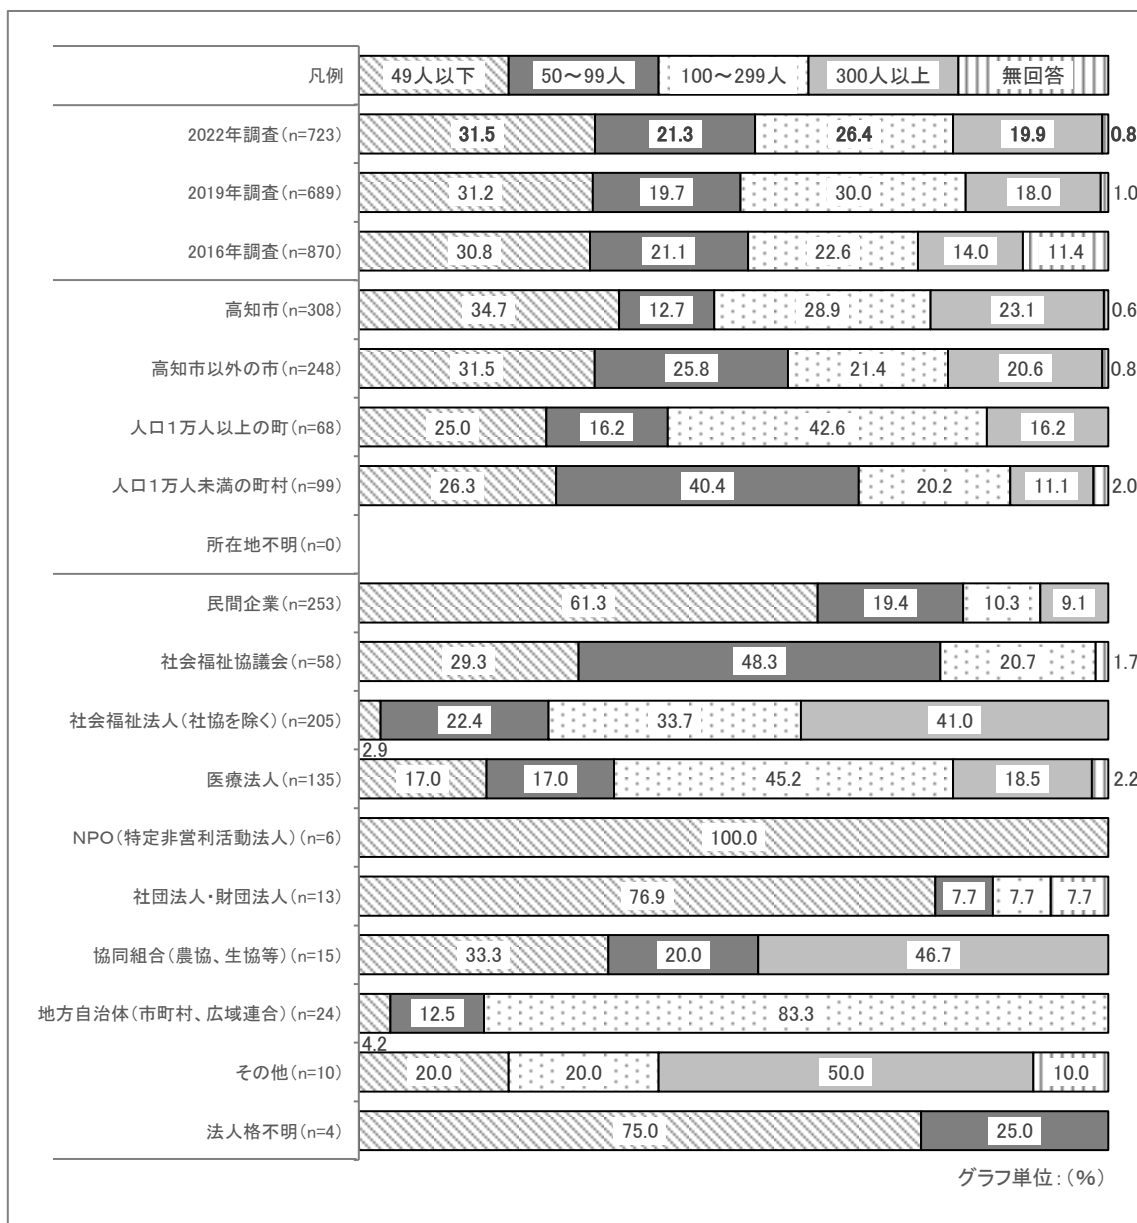 凡例 49人以下 50～99人 100～299人 300人以上 無回答
2022年調査(n=723) 31.5 21.3 26.4 19.9 0.8
2019年調査(n=689) 31.2 19.7 30.0 18.0 1.0
2016年調査(n=870) 30.8 21.1 22.6 14.0 11.4
高知市(n=308) 34.7 12.7 28.9 23.1 0.6
高知市以外の市(n=248) 31.5 25.8 21.4 20.6 0.8
人口1万人以上の町(n=68) 25.0 16.2 42.6 16.2
人口1万人未満の町村(n=99) 26.3 40.4 20.2 11.1 2.0
所在地不明(n=0)
民間企業(n=253) 61.3 19.4 10.3 9.1
社会福祉協議会(n=58) 29.3 48.3 20.7 1.7
社会福祉法人(社協を除く)(n=205) 2.9 22.4 33.7 41.0
医療法人(n=135) 17.0 17.0 45.2 18.5 2.2
NPO(特定非営利活動法人)(n=6) 100.0
社団法人・財団法人(n=13) 76.9 7.7 7.7 7.7
協同組合(農協、生協等)(n=15) 33.3 20.0 46.7
地方自治体(市町村、広域連合)(n=24) 4.2 12.5 83.3
その他(n=10) 20.0 20.0 50.0 10.0
法人格不明(n=4) 75.0 25.0
グラフ単位:(%)